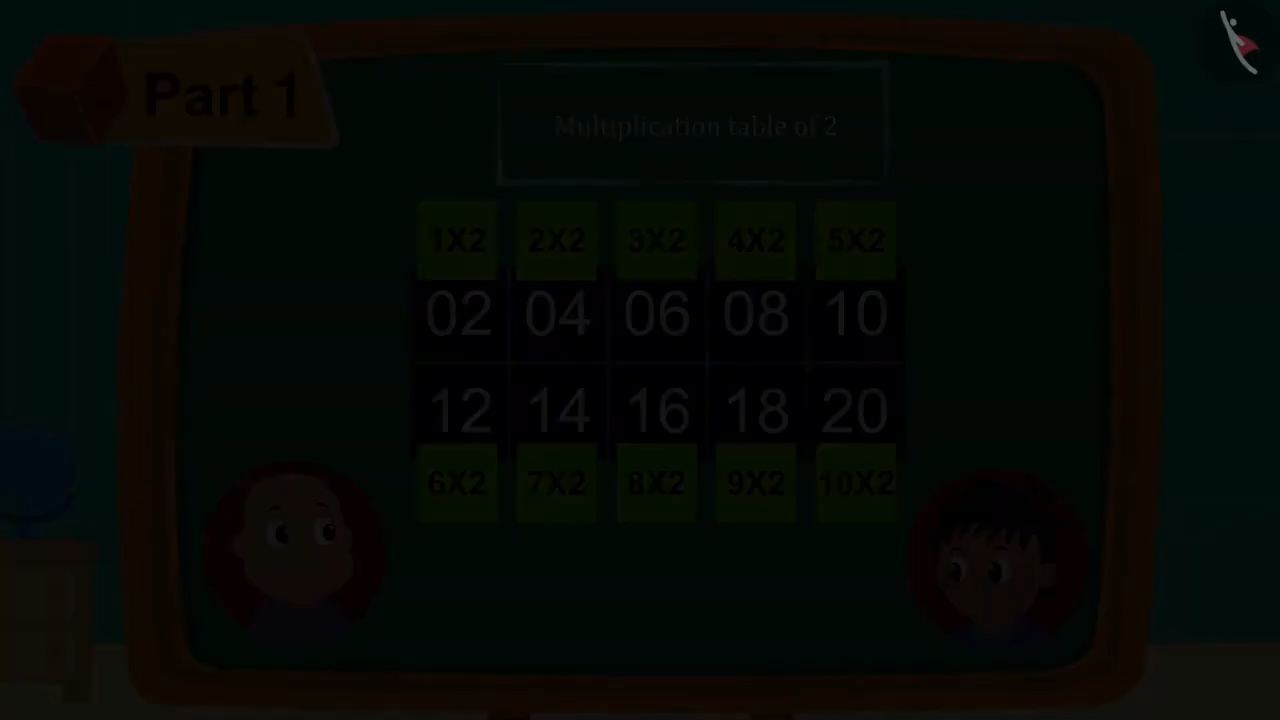 Part 1
Multiplication table of 2
1X2 2X2 3X2 4X2 5X2
02 04 06 08 10
12 14 16 18 20
6X2 7X2 8X2 9X2 10X2